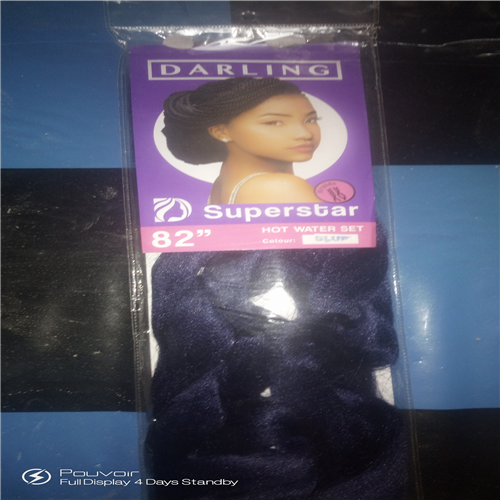 DARLING
Superstar
82”
HOT WATER SET
Colour:
Pouvoir
Full Display 4 Days Standby